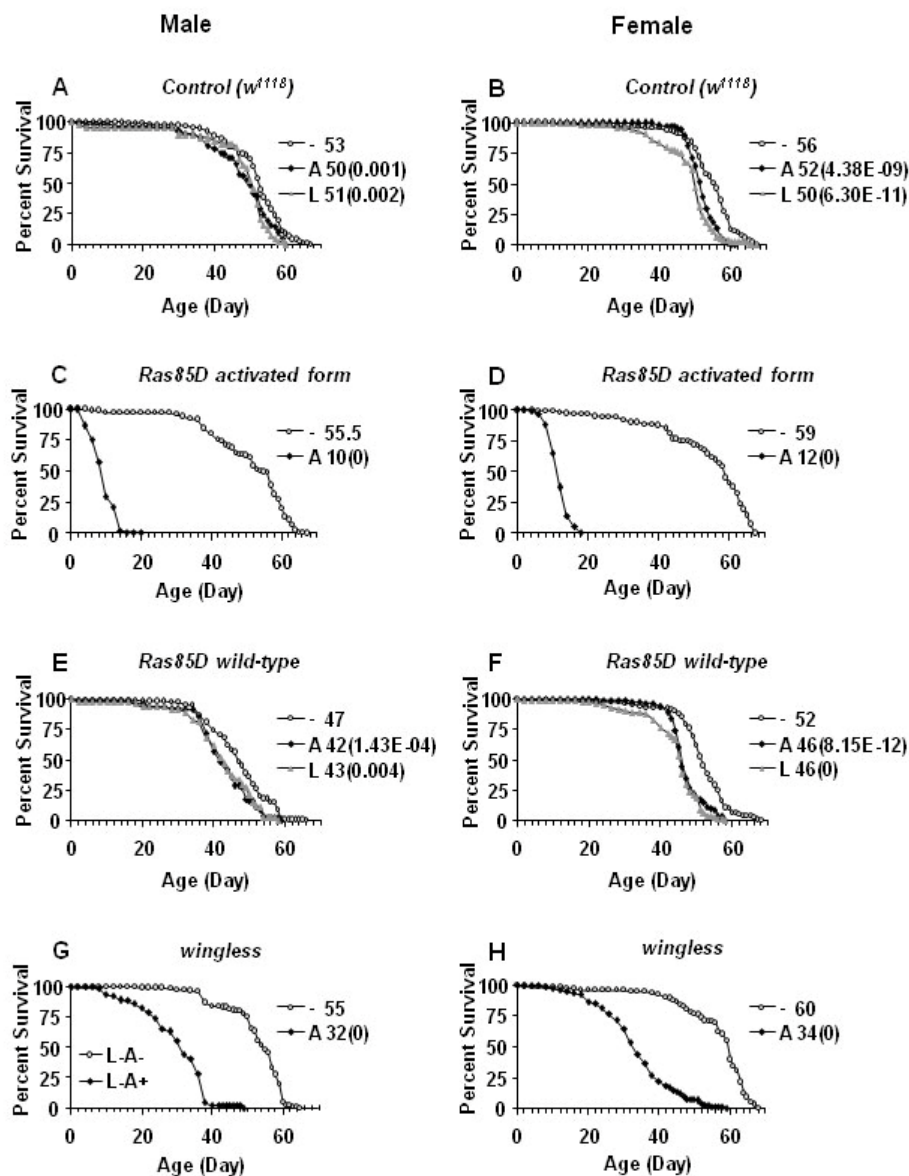 Male
Female
A
Control (w1118)
Percent Survival
100
75
50
25
0
- 53
A 50(0.001)
L 51(0.002)
0 20 40 60
Age (Day)
B
Control (w1118)
Percent Survival
100
75
50
25
0
- 56
A 52(4.38E-09)
L 50(6.30E-11)
0 20 40 60
Age (Day)
C
Ras85D activated form
Percent Survival
100
75
50
25
0
- 55.5
A 10(0)
0 20 40 60
Age (Day)
D
Ras85D activated form
Percent Survival
100
75
50
25
0
- 59
A 12(0)
0 20 40 60
Age (Day)
E
Ras85D wild-type
Percent Survival
100
75
50
25
0
- 47
A 42(1.43E-04)
L 43(0.004)
0 20 40 60
Age (Day)
F
Ras85D wild-type
Percent Survival
100
75
50
25
0
- 52
A 46(8.15E-12)
L 46(0)
0 20 40 60
Age (Day)
G
wingless
Percent Survival
100
75
50
25
0
- 55
A 32(0)
L-A-
L-A+
0 20 40 60
Age (Day)
H
wingless
Percent Survival
100
75
50
25
0
- 60
A 34(0)
0 20 40 60
Age (Day)